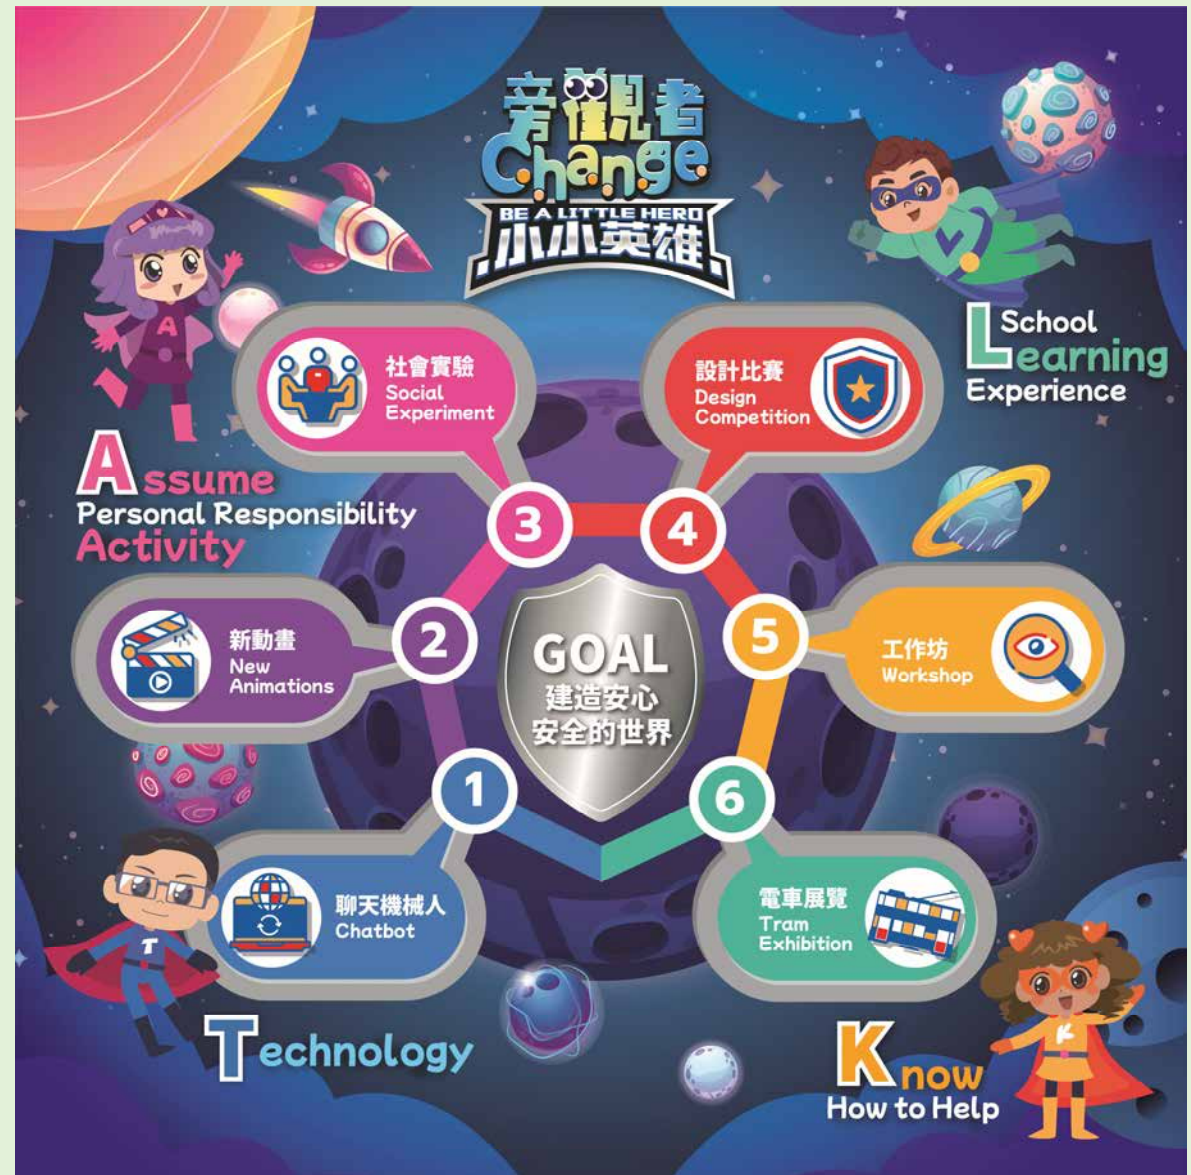 旁觀者
Change
BE A LITTLE HERO
小小英雄
A
社會實驗
Social
Experiment
設計比賽
Design
Competition
School
Learning
Experience
Assume
Personal Responsibility
Activity
3
4
新動畫
New
Animations
2
GOAL
建造安心
安全的世界
5
工作坊
Workshop
1
6
T
聊天機械人
Chatbot
電車展覽
Tram
Exhibition
K
Technology
Know
How to Help